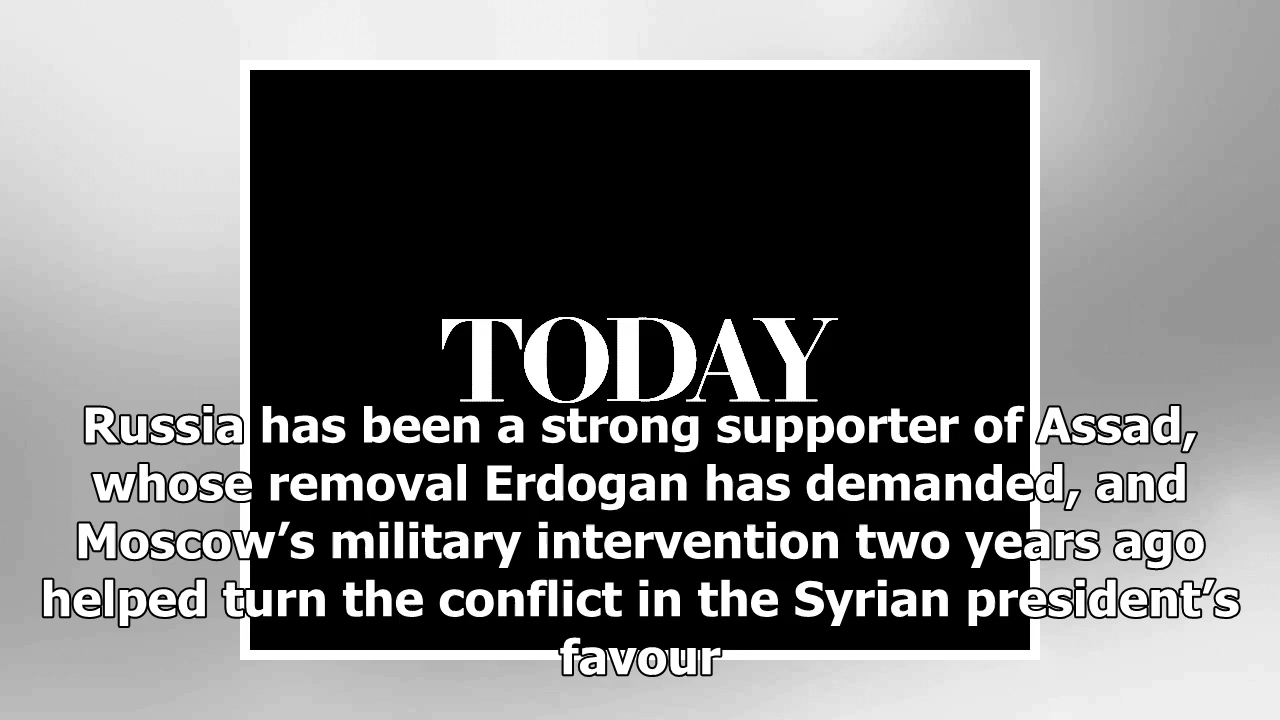 TODAY
Russia has been a strong supporter of Assad,
whose removal Erdogan has demanded, and
Moscow’s military intervention two years ago
helped turn the conflict in the Syrian president’s
favour